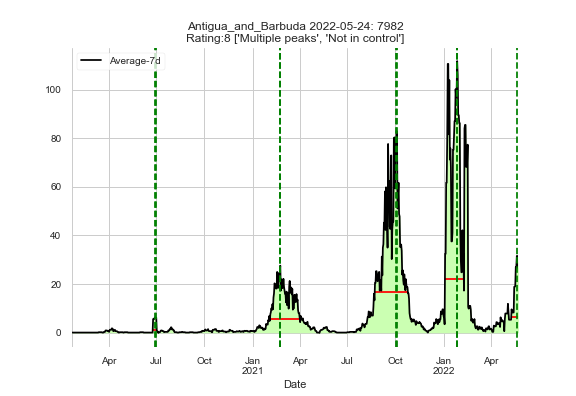 Antigua_and_Barbuda 2022-05-24: 7982
Rating:8 ['Multiple peaks', 'Not in control']
Average-7d
100
80
60
40
20
0
Apr Jul Oct Jan Apr Jul Oct Jan Apr
2021 2022
Date